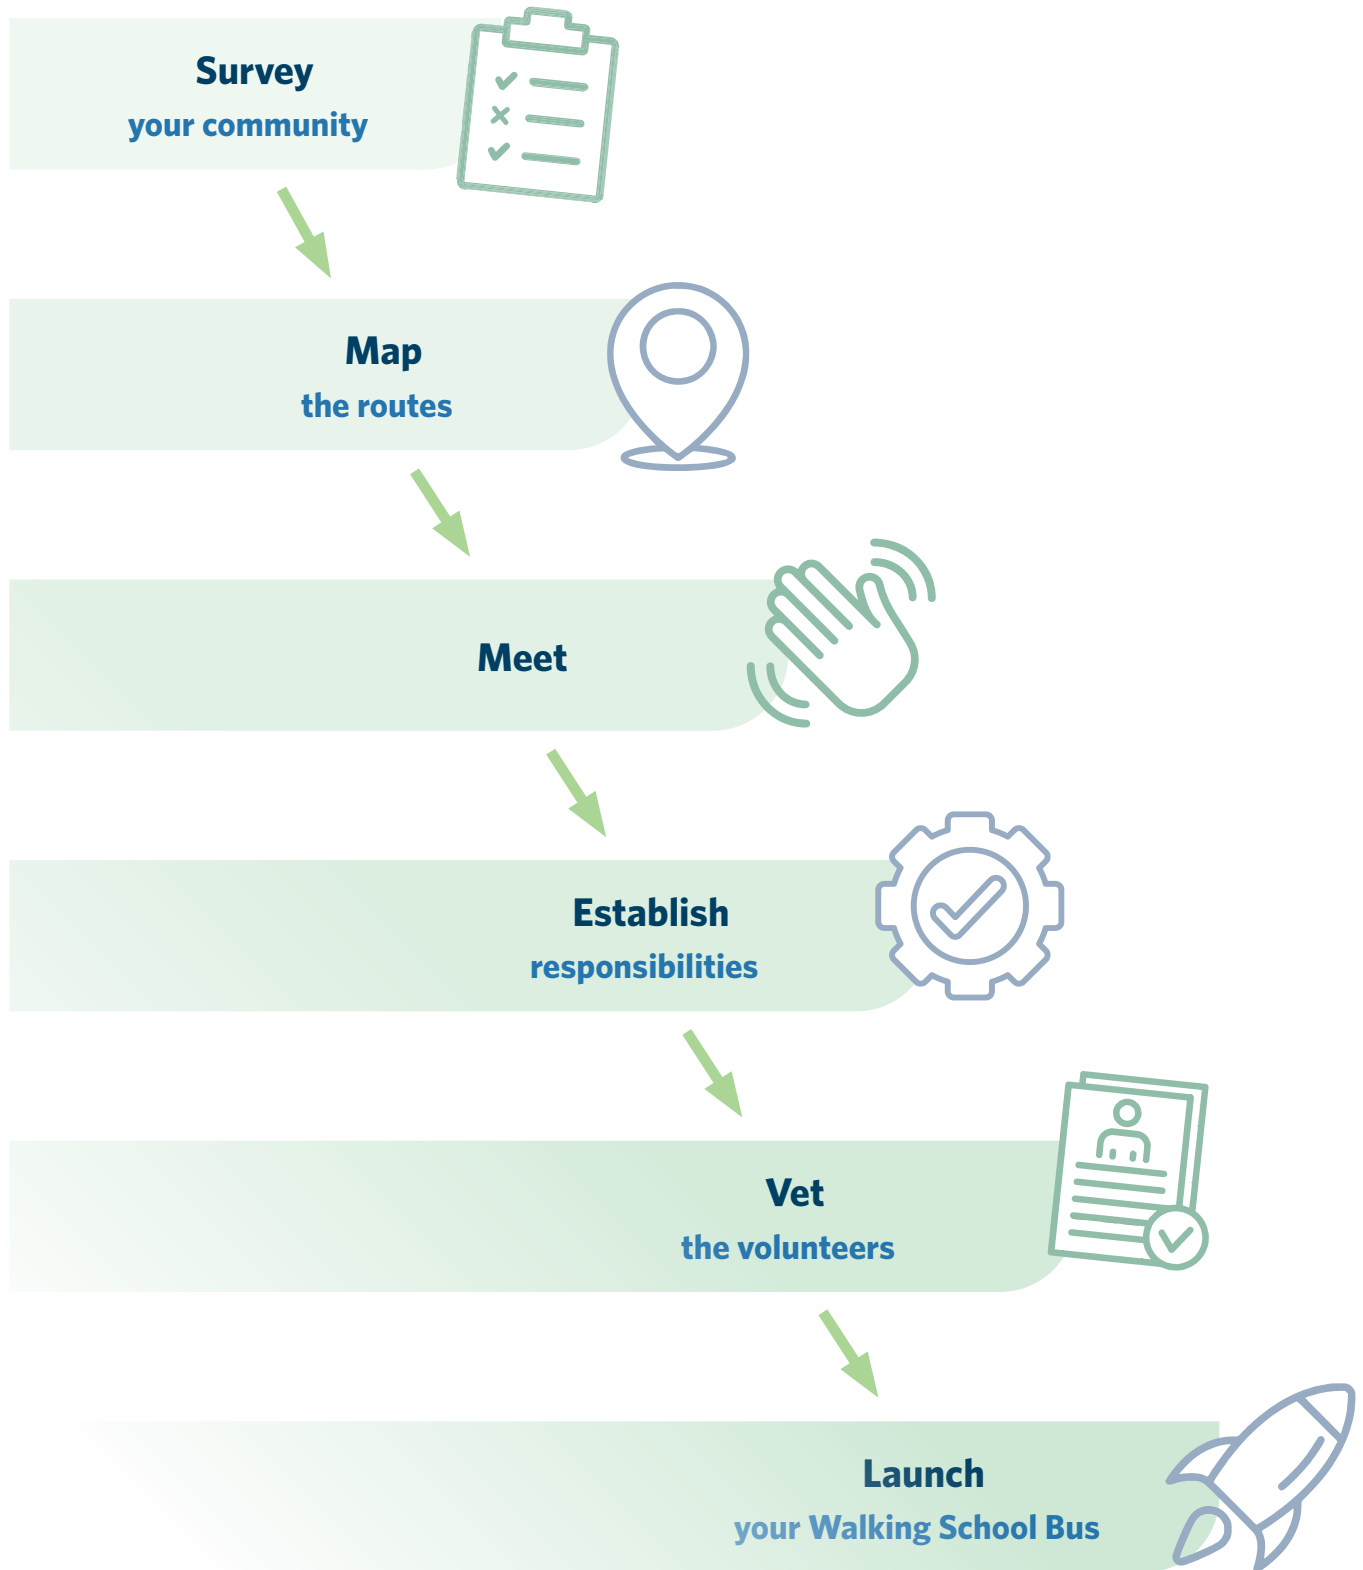 Survey
your community
Map
the routes
Meet
Establish
responsibilities
Vet
the volunteers
Launch
your Walking School Bus